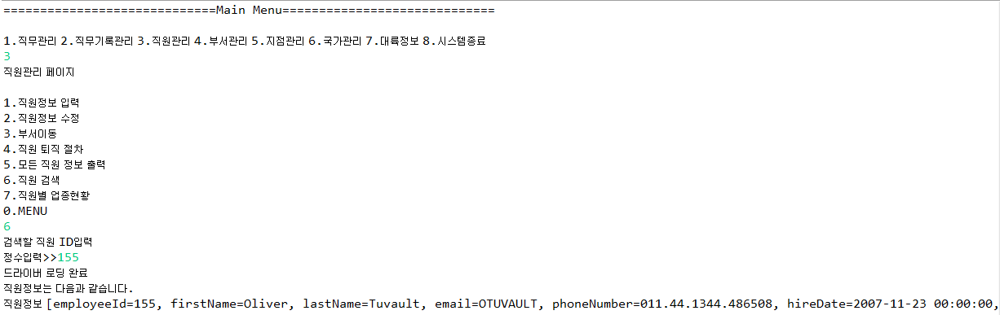 =============================Main Menu=============================
1.직무관리 2.직무기록관리 3.직원관리 4.부서관리 5.지점관리 6.국가관리 7.대륙정보 8.시스템종료
3
직원관리 페이지
1.직원정보 입력
2.직원정보 수정
3.부서이동
4.직원 퇴직 절차
5.모든 직원 정보 출력
6.직원 검색
7.직원별 업종현황
0.MENU
6
검색할 직원 ID입력
정수입력>>155
드라이버 로딩 완료
직원정보는 다음과 같습니다.
직원정보 [employeeId=155, firstName=Oliver, lastName=Tuvault, email=OTUVAULT, phoneNumber=011.44.1344.486508, hireDate=2007-11-23 00:00:00,